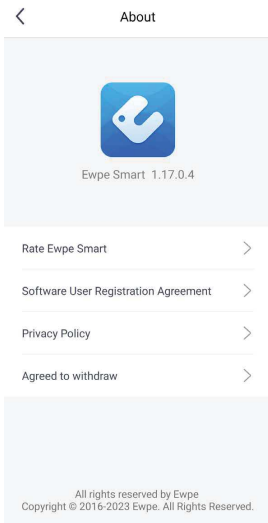 About
Ewpe Smart 1.17.0.4
Rate Ewpe Smart
Software User Registration Agreement
Privacy Policy
Agreed to withdraw
All rights reserved by Ewpe
Copyright © 2016-2023 Ewpe. All Rights Reserved.